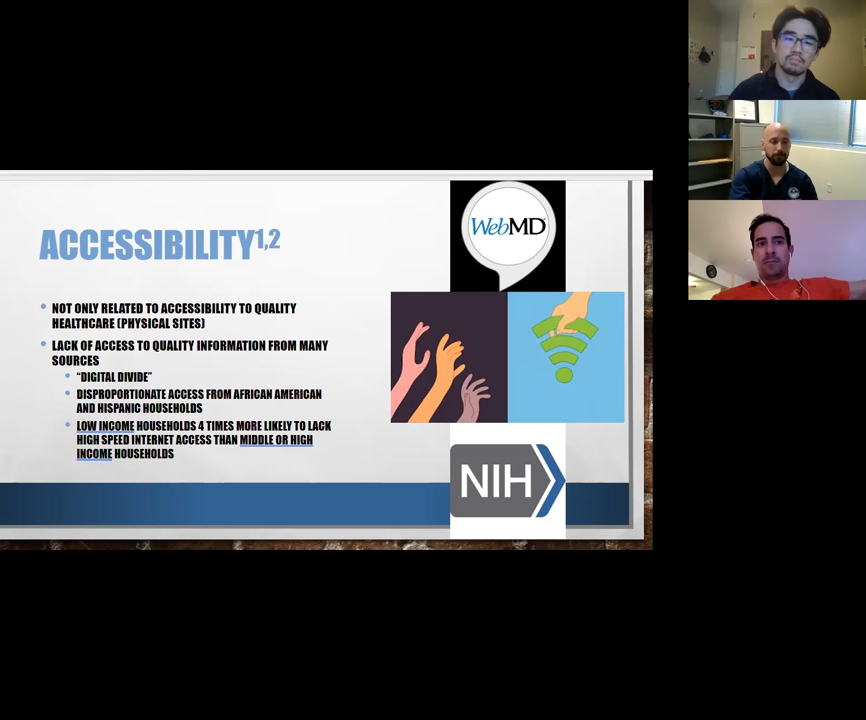 ACCESSIBILITY1,2
NOT ONLY RELATED TO ACCESSIBILITY TO QUALITY
HEALTHCARE (PHYSICAL SITES)
LACK OF ACCESS TO QUALITY INFORMATION FROM MANY
SOURCES
“DIGITAL DIVIDE”
DISPROPORTIONATE ACCESS FROM AFRICAN AMERICAN
AND HISPANIC HOUSEHOLDS
LOW INCOME HOUSEHOLDS 4 TIMES MORE LIKELY TO LACK
HIGH SPEED INTERNET ACCESS THAN MIDDLE OR HIGH
INCOME HOUSEHOLDS
WebMD
NIH